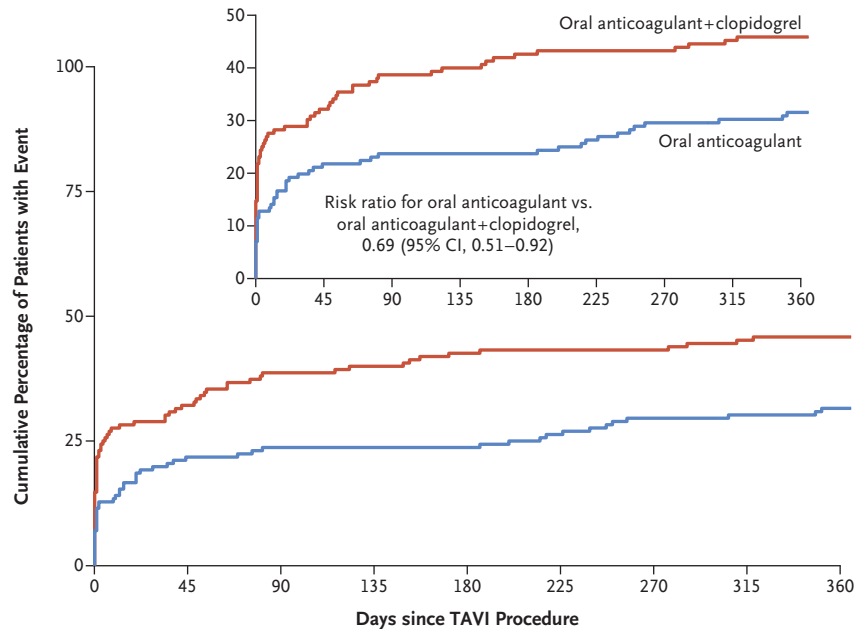 50
Oral anticoagulant+clopidogrel
40
30
Oral anticoagulant
20
Risk ratio for oral anticoagulant vs.
oral anticoagulant+clopidogrel,
0.69 (95% CI, 0.51–0.92)
10
0
0 45 90 135 180 225 270 315 360
Cumulative Percentage of Patients with Event
100
75
50
25
0
0 45 90 135 180 225 270 315 360
Days since TAVI Procedure